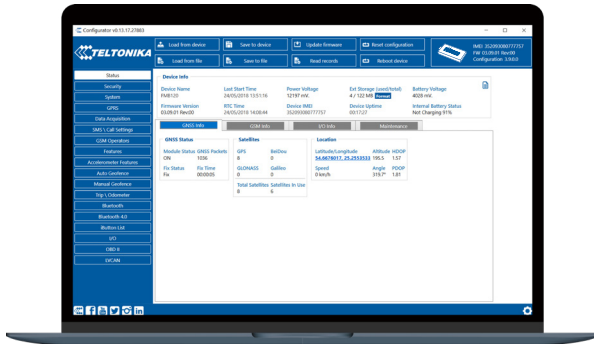 Configurator v0.13.17.27883
TELTONIKA
Load from device
Save to device
Update firmware
Reset configuration
Load from file
Save to file
Read records
Reboot device
IMEI 352093080777757
FW 03.09.01 Rev:00
Configuration 3.9.0.0
Status
Security
System
GPRS
Data Acquisition
SMS \ Call Settings
GSM Operators
Features
Accelerometer Features
Auto Geofence
Manual Geofence
Trip \ Odometer
Bluetooth
Bluetooth 4.0
iButton List
I/O
OBD II
LVCAN
Device Info
Device Name
FMB120
Last Start Time
24/05/2018 13:51:16
Power Voltage
12197 mV.
Ext Storage (used/total)
4 / 122 MB Format
Battery Voltage
4028 mV.
Firmware Version
03.09.01 Rev:00
RTC Time
24/05/2018 14:08:44
Device IMEI
352093080777757
Device Uptime
00:17:27
Internal Battery Status
Not Charging 91%
GNSS Info
GSM Info
I/O Info
Maintenance
GNSS Status
Module Status GNSS Packets
ON 1036
Fix Status Fix Time
Fix 00:00:05
Satellites
GPS BeiDou
8 0
GLONASS Galileo
0 0
Total Satellites Satellites in Use
8 6
Location
Latitude/Longitude Altitude HDOP
54.6676017, 25.2553533 195.5 1.57
Speed Angle PDOP
0 km/h 319.7° 1.81